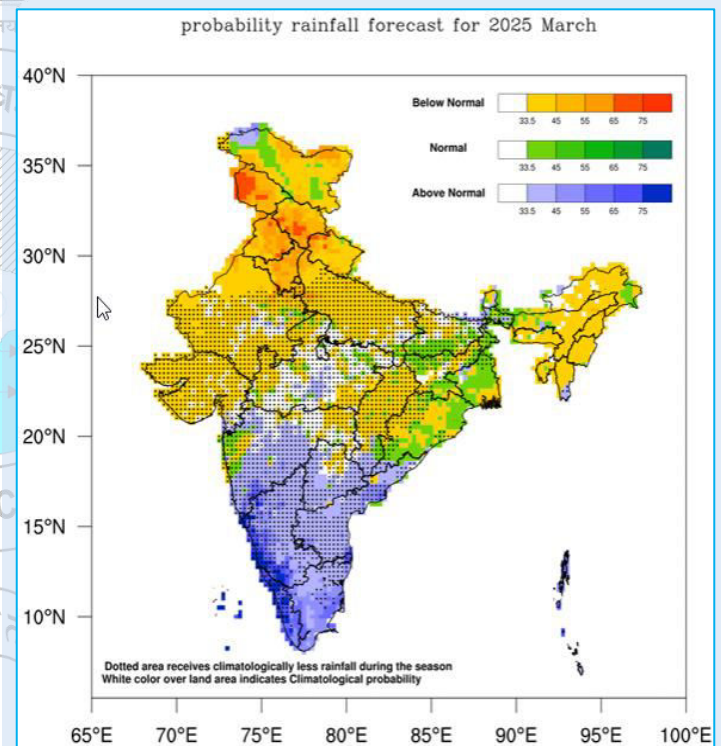 probability rainfall forecast for 2025 March
40°N
35°N
30°N
25°N
20°N
15°N
10°N
Below Normal
33.5 45 55 65 75
Normal
33.5 45 55 65 75
Above Normal
33.5 45 55 65 75
Dotted area receives climatologically less rainfall during the season
White color over land area indicates Climatological probability
65°E 70°E 75°E 80°E 85°E 90°E 95°E 100°E